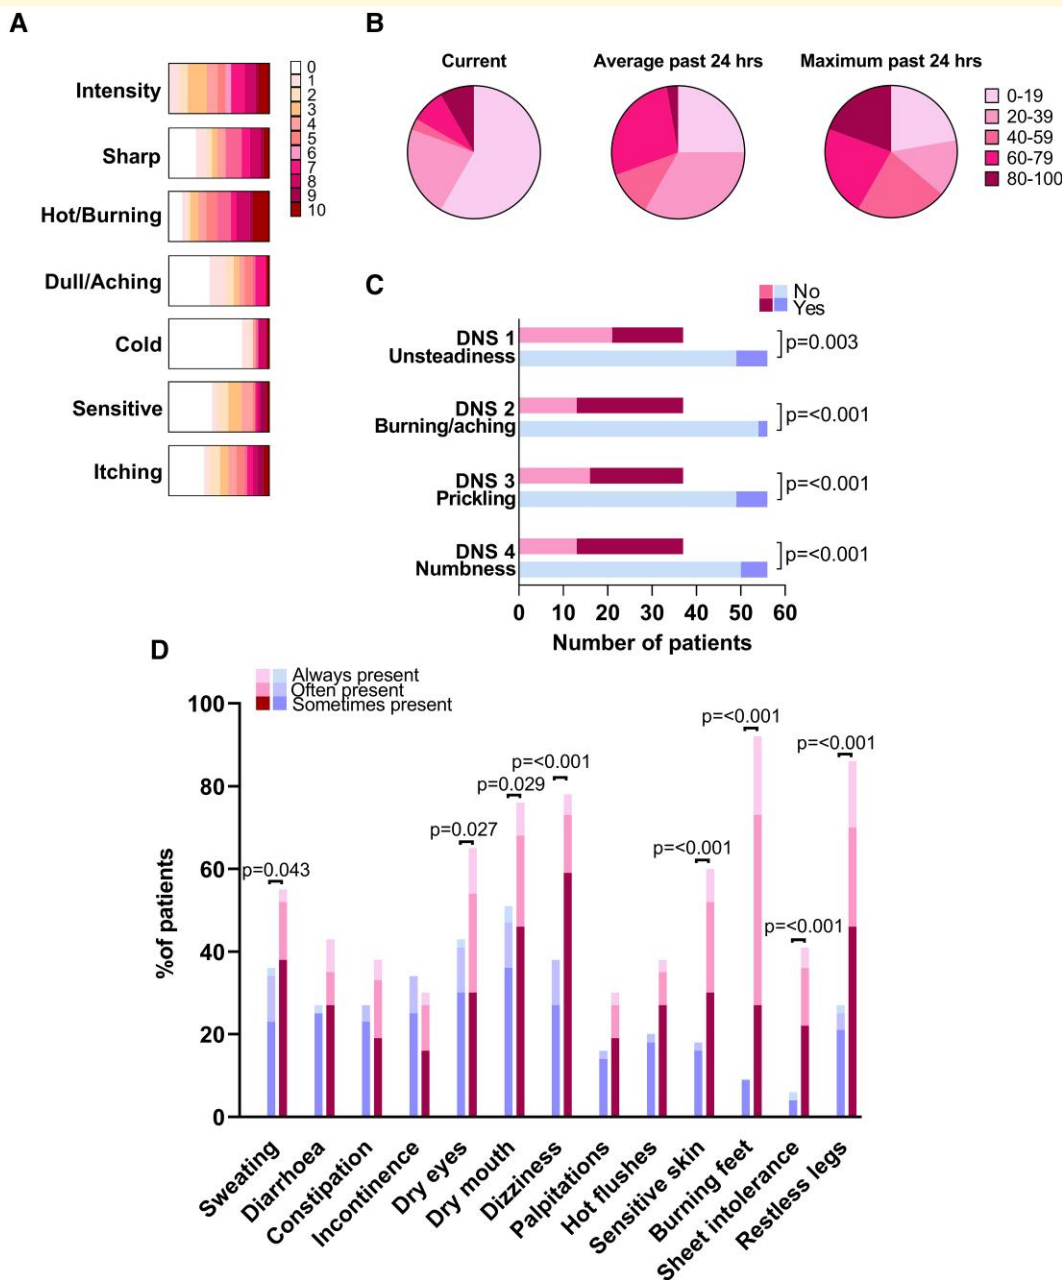 A
Intensity
Sharp
Hot/Burning
Dull/Aching
Cold
Sensitive
Itching
0
1
2
3
4
5
6
7
8
9
10
B
Current
Average past 24 hrs
Maximum past 24 hrs
0-19
20-39
40-59
60-79
80-100
C
No
Yes
DNS 1
Unsteadiness
p=0.003
DNS 2
Burning/aching
p=<0.001
DNS 3
Prickling
p=<0.001
DNS 4
Numbness
p=<0.001
0 10 20 30 40 50 60
Number of patients
D
Always present
Often present
Sometimes present
100
80
60
40
20
0
%of patients
p=0.043
p=0.027
p=0.029
p=<0.001
p=<0.001
p=<0.001
p=<0.001
p=<0.001
Sweating
Diarrhoea
Constipation
Incontinence
Dry eyes
Dry mouth
Dizziness
Palpitations
Hot flushes
Sensitive skin
Burning feet
Sheet intolerance
Restless legs